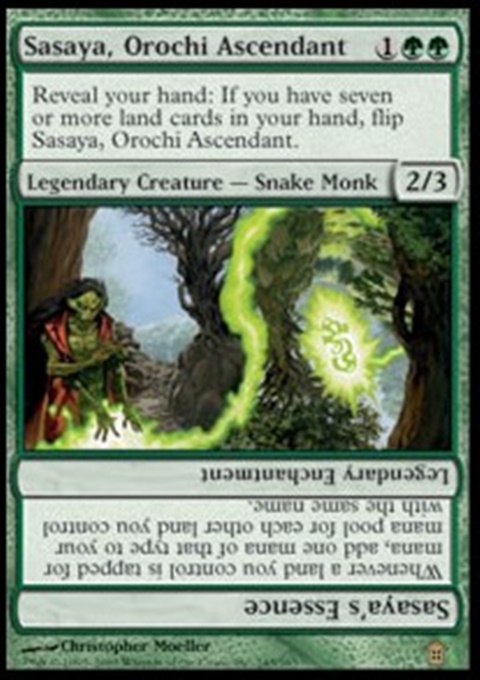 Sasaya, Orochi Ascendant 1
Reveal your hand: If you have seven
or more land cards in your hand, flip
Sasaya, Orochi Ascendant.
Legendary Creature — Snake Monk 2/3
Sasaya's Essence
Whenever a land you control is tapped for
mana, add one mana of that type to your
mana pool for each other land you control
with the same name.
Legendary Enchantment
Christopher Moeller